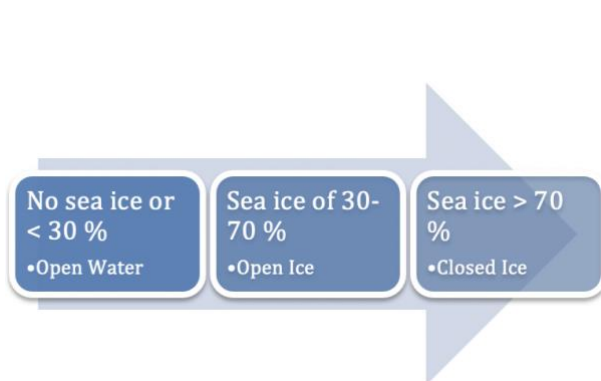 No sea ice or
< 30 %
•Open Water
Sea ice of 30-
70 %
•Open Ice
Sea ice > 70
%
•Closed Ice